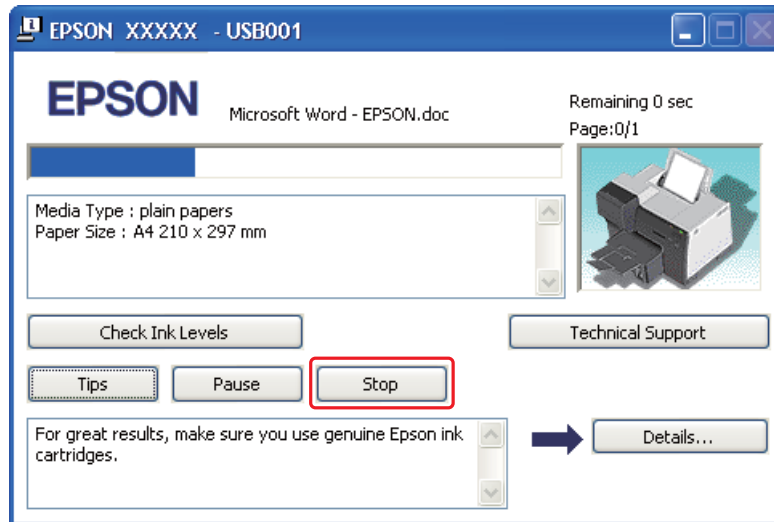 EPSON XXXXX - USB001
EPSON
Microsoft Word - EPSON.doc
Remaining 0 sec
Page:0/1
Media Type : plain papers
Paper Size : A4 210 x 297 mm
Check Ink Levels
Technical Support
Tips
Pause
Stop
For great results, make sure you use genuine Epson ink
cartridges.
Details...